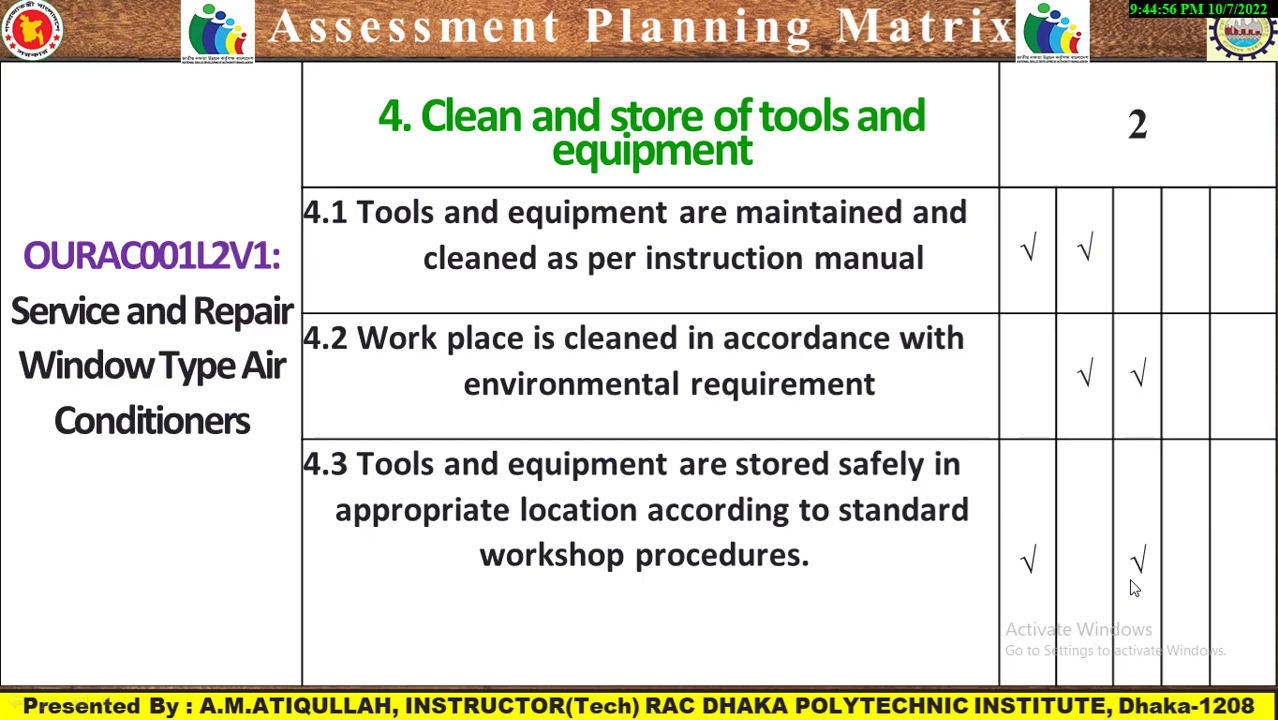 9:44:56 PM 10/7/2022
Assessment Planning Matrix
4. Clean and store of tools and
equipment
2
OURAC001L2V1:
Service and Repair
Window Type Air
Conditioners
4.1 Tools and equipment are maintained and
cleaned as per instruction manual
√ √
4.2 Work place is cleaned in accordance with
environmental requirement
√ √
4.3 Tools and equipment are stored safely in
appropriate location according to standard
workshop procedures.
√ √
Activate Windows
Go to Settings to activate Windows.
Presented By : A.M.ATIQULLAH, INSTRUCTOR(Tech) RAC DHAKA POLYTECHNIC INSTITUTE, Dhaka-1208